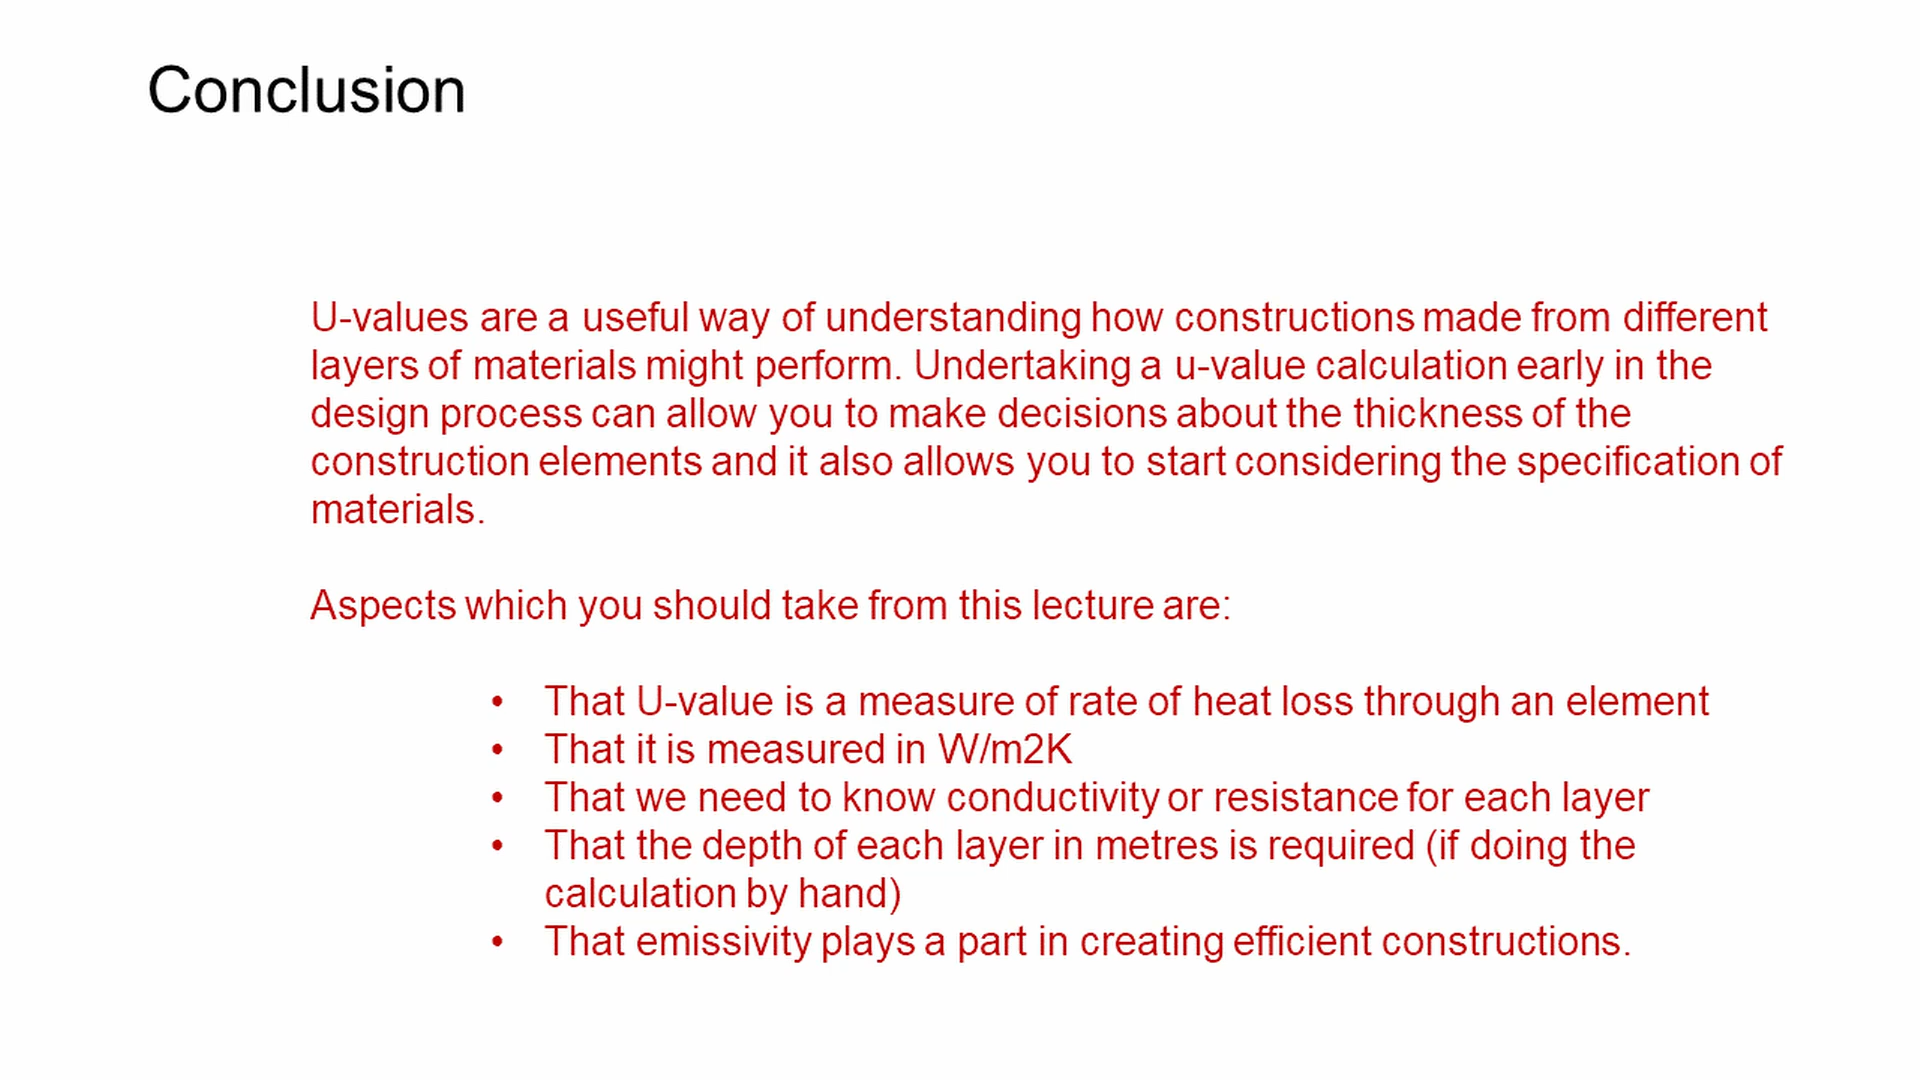 Conclusion
U-values are a useful way of understanding how constructions made from different
layers of materials might perform. Undertaking a u-value calculation early in the
design process can allow you to make decisions about the thickness of the
construction elements and it also allows you to start considering the specification of
materials.
Aspects which you should take from this lecture are:
• That U-value is a measure of rate of heat loss through an element
• That it is measured in W/m2K
• That we need to know conductivity or resistance for each layer
• That the depth of each layer in metres is required (if doing the
calculation by hand)
• That emissivity plays a part in creating efficient constructions.